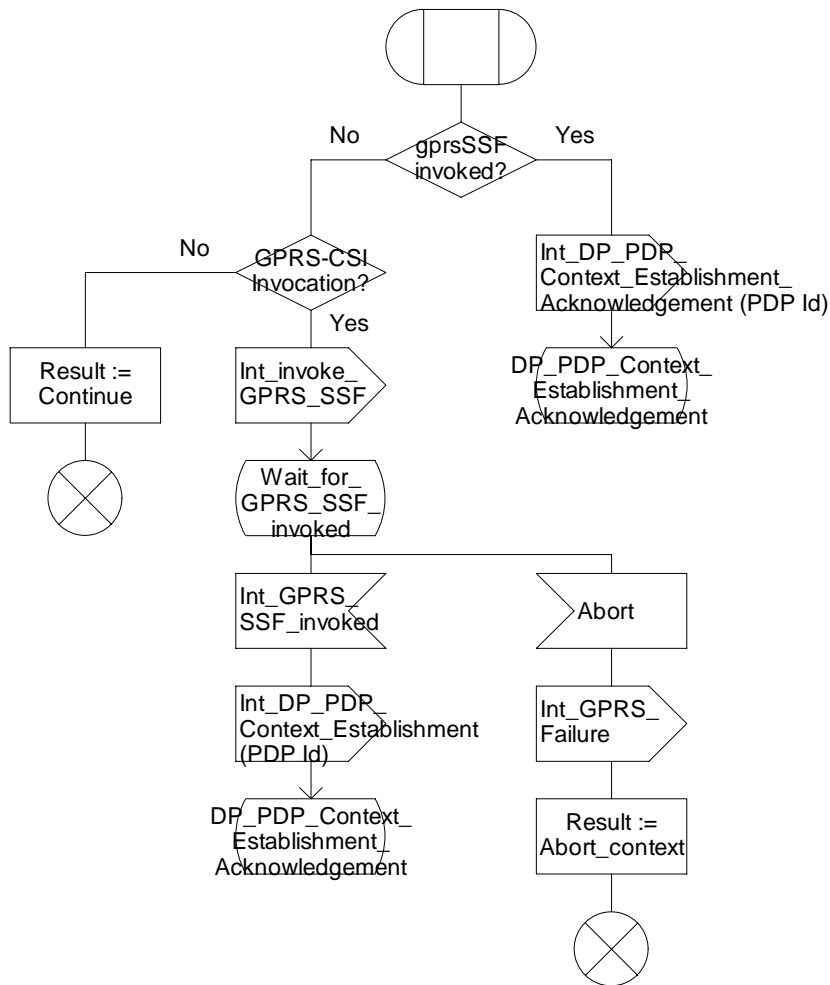 gprsSSF
invoked?
No
Yes
GPRS-CSI
Invocation?
No
Yes
Int_DP_PDP_
Context_Establishment_
Acknowledgement (PDP Id)
Result :=
Continue
Int_invoke_
GPRS_SSF
DP_PDP_Context_
Establishment_
Acknowledgement
Wait_for_
GPRS_SSF_
invoked
Int_GPRS_
SSF_invoked
Abort
Int_DP_PDP_
Context_Establishment
(PDP Id)
Int_GPRS_
Failure
DP_PDP_Context_
Establishment_
Acknowledgement
Result :=
Abort_context